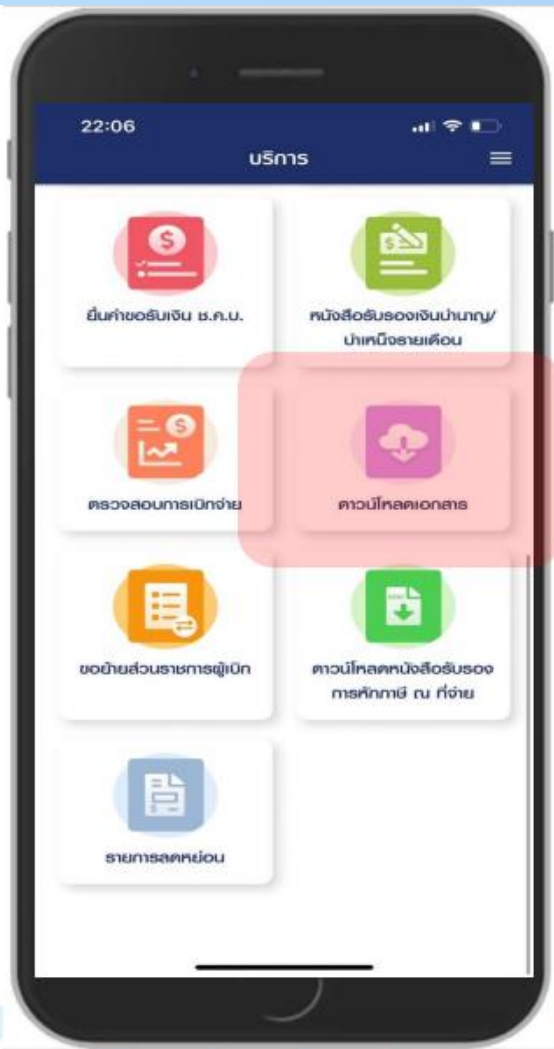 22:06
บริการ
ยื่นคำขอรับเงิน ช.ค.บ.
หนังสือรับรองเงินบำนาญ/
บำเหน็จรายเดือน
ตรวจสอบการเบิกจ่าย
ดาวน์โหลดเอกสาร
ขอย้ายส่วนราชการผู้เบิก
ดาวน์โหลดหนังสือรับรอง
การหักภาษี ณ ที่จ่าย
รายการลดหย่อน